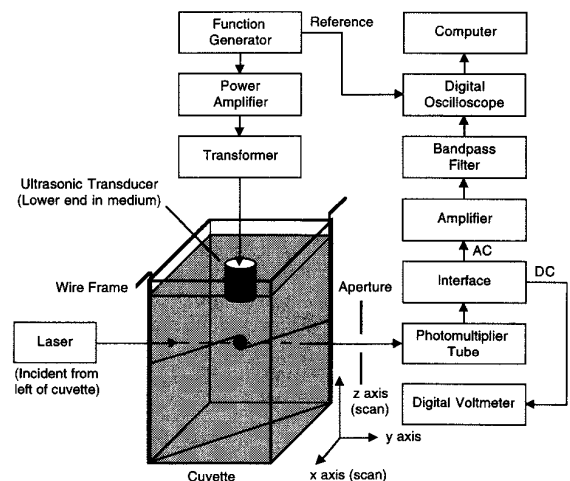 Function
Generator
Reference
Computer
Power
Amplifier
Digital
Oscilloscope
Transformer
Bandpass
Filter
Ultrasonic Transducer
(Lower end in medium)
Amplifier
AC
DC
Wire Frame
Aperture
Interface
Laser
Photomultiplier
Tube
(Incident from
left of cuvette)
z axis
(scan)
Digital Voltmeter
y axis
x axis (scan)
Cuvette